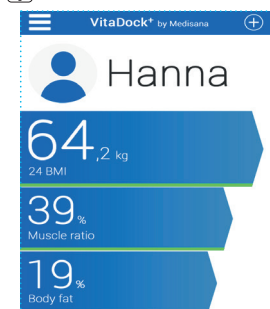 VitaDock+ by Medisana
Hanna
64,2 kg
24 BMI
39%
Muscle ratio
19%
Body fat